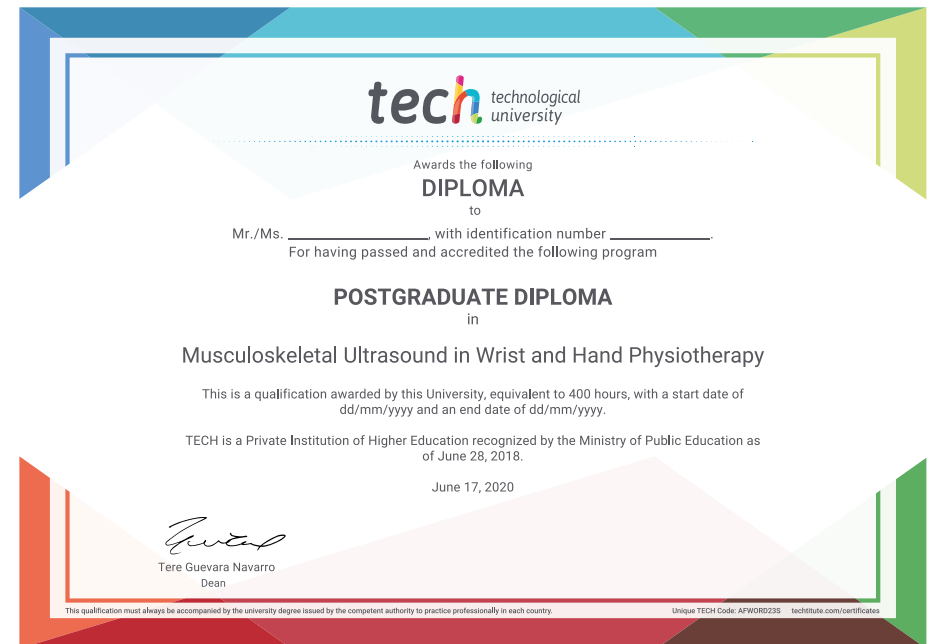 tech technological
university
Awards the following
DIPLOMA
to
Mr./Ms. ____________________, with identification number ______________.
For having passed and accredited the following program
POSTGRADUATE DIPLOMA
in
Musculoskeletal Ultrasound in Wrist and Hand Physiotherapy
This is a qualification awarded by this University, equivalent to 400 hours, with a start date of
dd/mm/yyyy and an end date of dd/mm/yyyy.
TECH is a Private Institution of Higher Education recognized by the Ministry of Public Education as
of June 28, 2018.
June 17, 2020
Tere Guevara Navarro
Dean
This qualification must always be accompanied by the university degree issued by the competent authority to practice professionally in each country.
Unique TECH Code: AFWORD23S techtitute.com/certificates